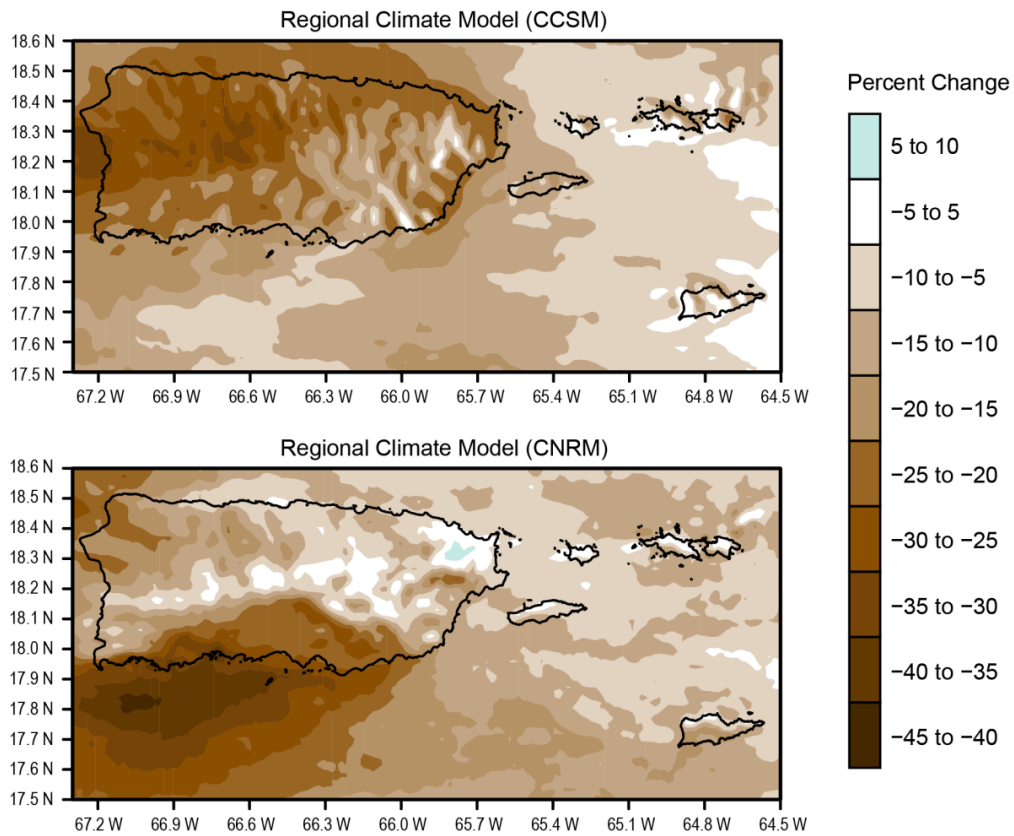 Regional Climate Model (CCSM)
18.6 N
18.5 N
18.4 N
18.3 N
18.2 N
18.1 N
18.0 N
17.9 N
17.8 N
17.7 N
17.6 N
17.5 N
67.2 W 66.9 W 66.6 W 66.3 W 66.0 W 65.7 W 65.4 W 65.1 W 64.8 W 64.5 W
Regional Climate Model (CNRM)
18.6 N
18.5 N
18.4 N
18.3 N
18.2 N
18.1 N
18.0 N
17.9 N
17.8 N
17.7 N
17.6 N
17.5 N
67.2 W 66.9 W 66.6 W 66.3 W 66.0 W 65.7 W 65.4 W 65.1 W 64.8 W 64.5 W
Percent Change
5 to 10
−5 to 5
−10 to −5
−15 to −10
−20 to −15
−25 to −20
−30 to −25
−35 to −30
−40 to −35
−45 to −40